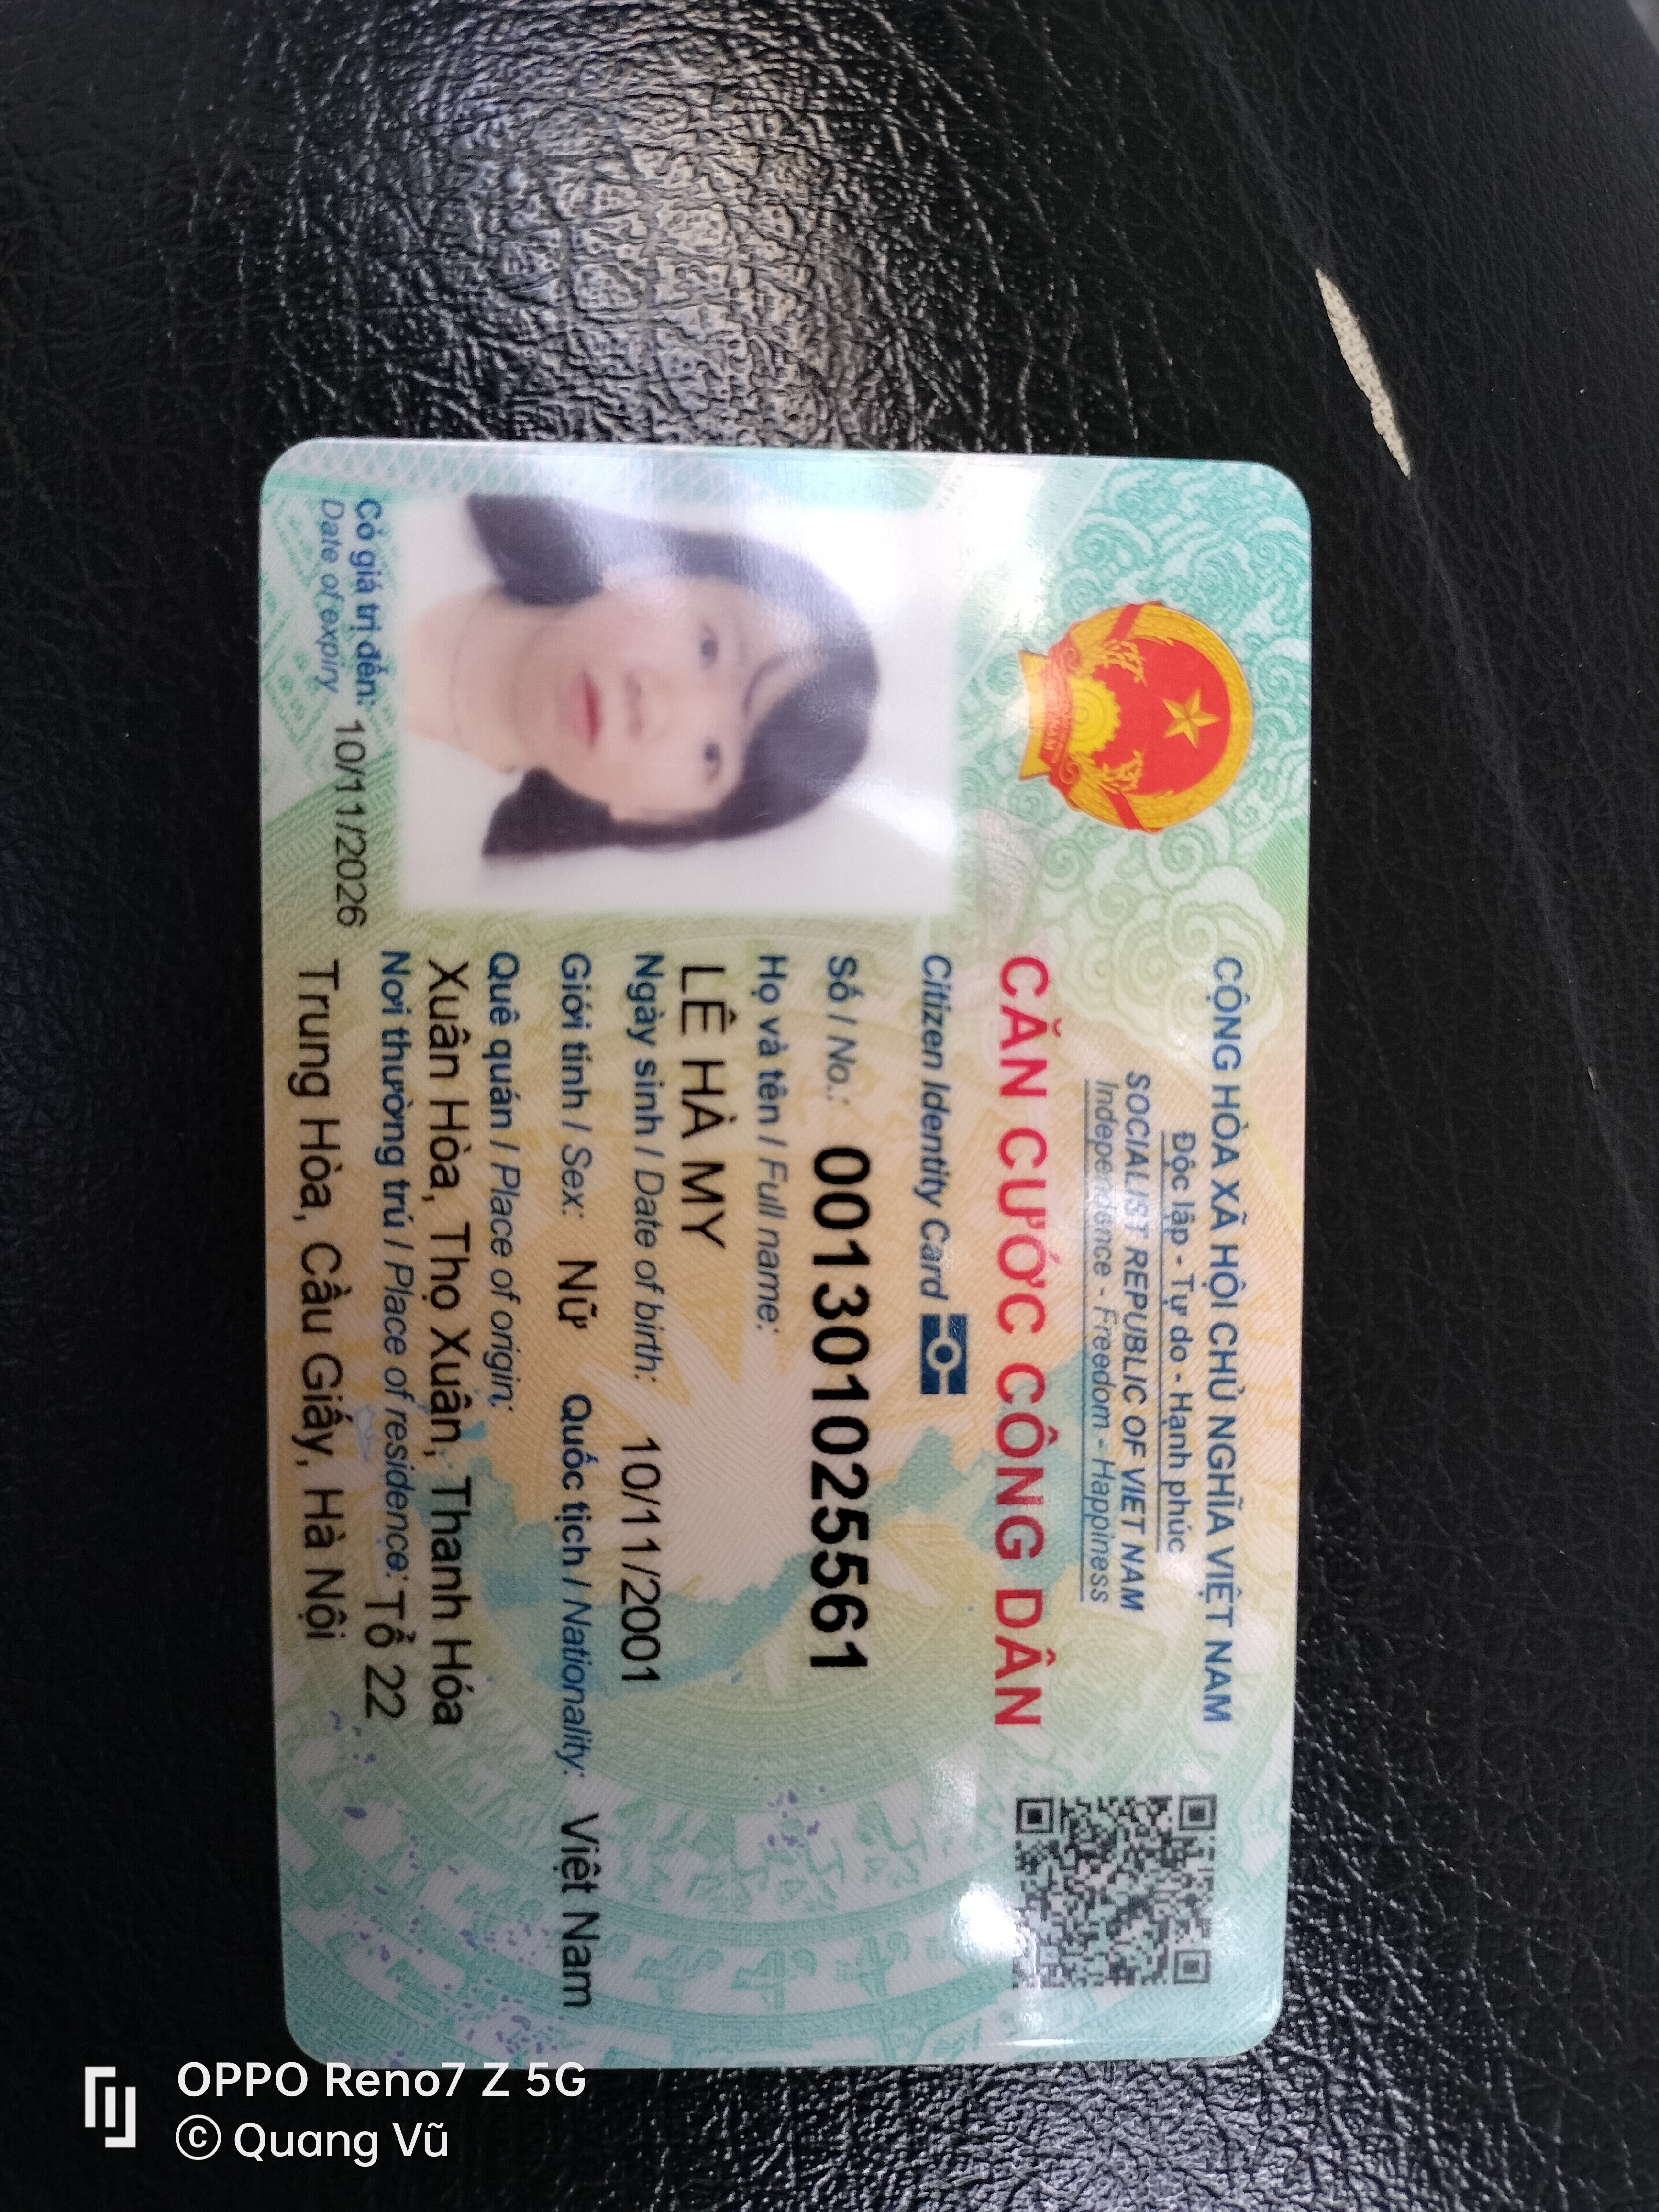 CỘNG HÒA XÃ HỘI CHỦ NGHĨA VIỆT NAM
Độc lập - Tự do - Hạnh phúc
SOCIALIST REPUBLIC OF VIET NAM
Independence - Freedom - Happiness
CĂN CƯỚC CÔNG DÂN
Citizen Identity Card
Số / No.: 001301025561
Họ và tên / Full name:
LÊ HÀ MY
Ngày sinh / Date of birth: 10/11/2001
Giới tính / Sex: Nữ Quốc tịch / Nationality: Việt Nam
Quê quán / Place of origin:
Xuân Hòa, Thọ Xuân, Thanh Hóa
Nơi thường trú / Place of residence: Tổ 22
Trung Hòa, Cầu Giấy, Hà Nội
Có giá trị đến: 10/11/2026
Date of expiry
OPPO Reno7 Z 5G
© Quang Vũ